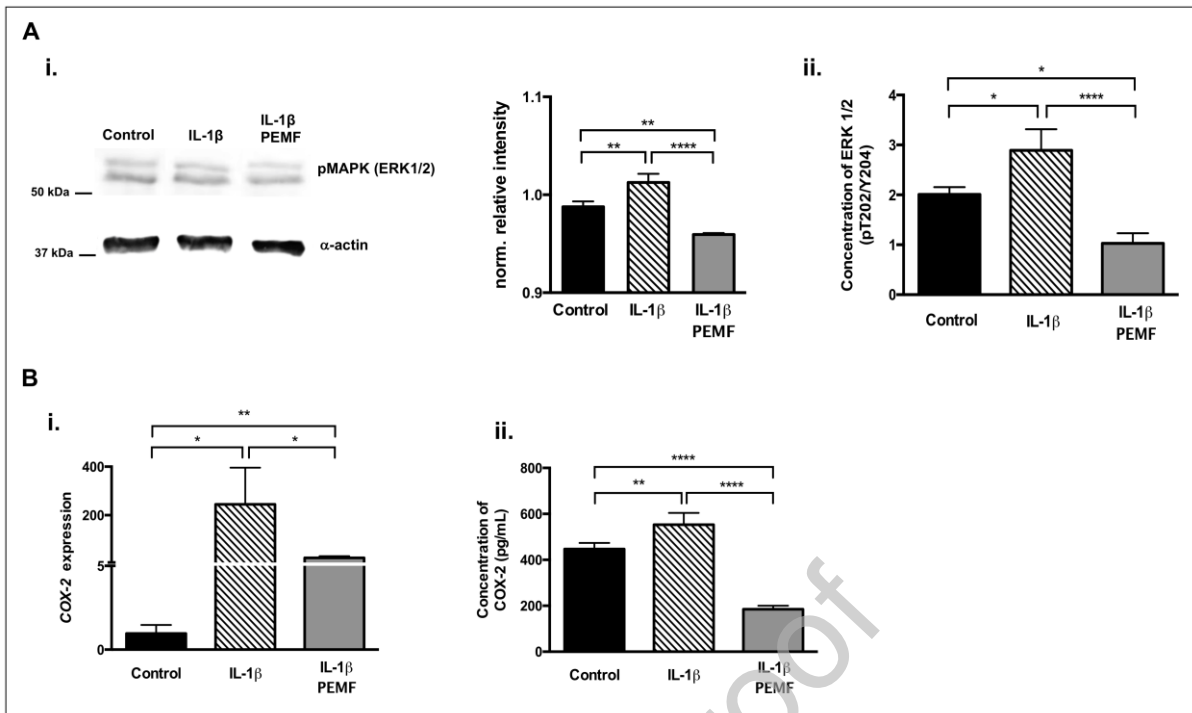 A
i.
Control
IL-1β
IL-1β
PEMF
pMAPK (ERK1/2)
50 kDa
α-actin
37 kDa
norm. relative intensity
1.1
1.0
0.9
**
**
****
Control
IL-1β
IL-1β
PEMF
ii.
Concentration of ERK 1/2
(pT202/Y204)
4
3
2
1
0
*
*
****
Control
IL-1β
IL-1β
PEMF
B
i.
COX-2 expression
400
200
5
0
**
*
*
Control
IL-1β
IL-1β
PEMF
ii.
Concentration of
COX-2 (pg/mL)
800
600
400
200
0
****
**
****
Control
IL-1β
IL-1β
PEMF